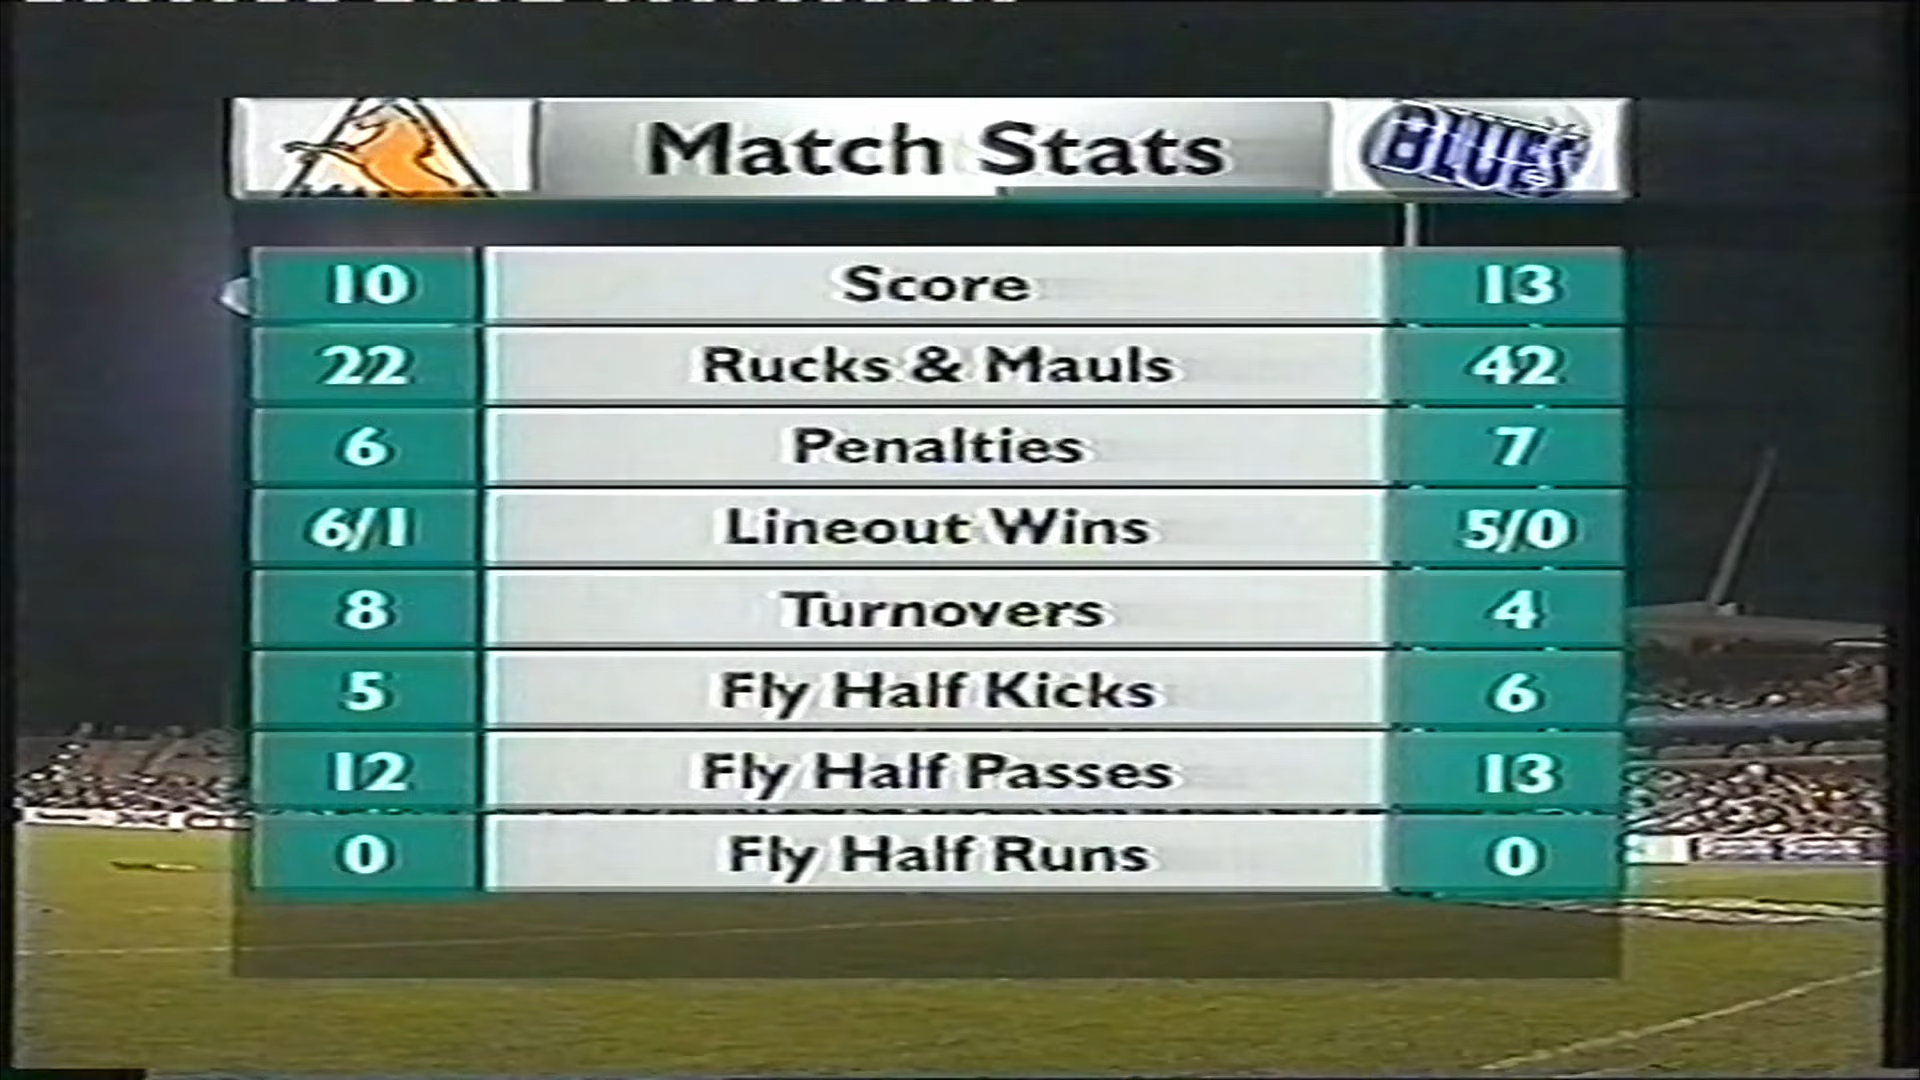 Match Stats
BLUES
10 Score 13
22 Rucks & Mauls 42
6 Penalties 7
6/1 Lineout Wins 5/0
8 Turnovers 4
5 Fly Half Kicks 6
12 Fly Half Passes 13
0 Fly Half Runs 0